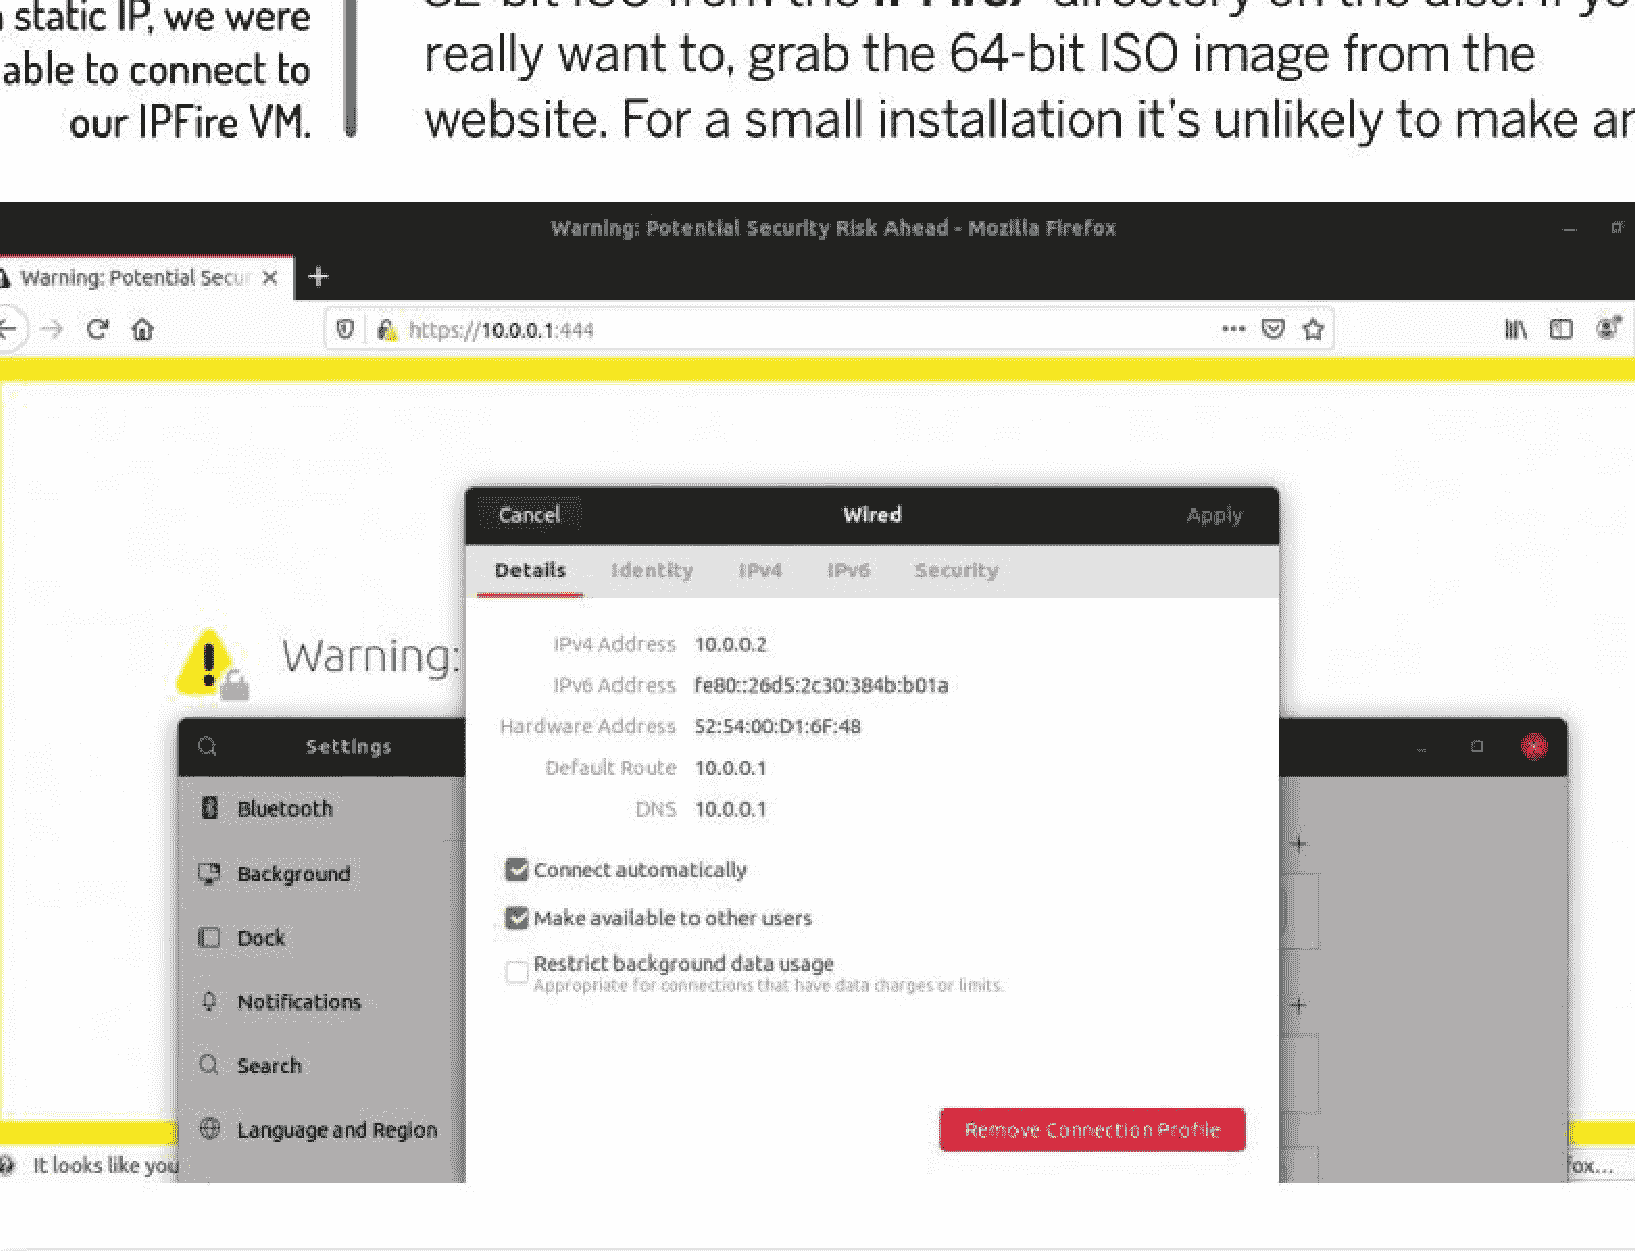 static IP, we were
able to connect to
our IPFire VM.
really want to, grab the 64-bit ISO image from the
website. For a small installation it's unlikely to make
Warning: Potential Security Risk Ahead - Mozilla Firefox
Warning: Potential Secur
https://10.0.0.1:444
Cancel
Wired
Apply
Details
Identity
IPv4
IPv6
Security
Warning:
IPv4 Address 10.0.0.2
IPv6 Address fe80::26d5:2c30:384b:b01a
Hardware Address 52:54:00:D1:6F:48
Default Route 10.0.0.1
DNS 10.0.0.1
Connect automatically
Make available to other users
Restrict background data usage
Appropriate for connections that have data charges or limits.
Remove Connection Profile
Settings
Bluetooth
Background
Dock
Notifications
Search
Language and Region
It looks like you
fox...